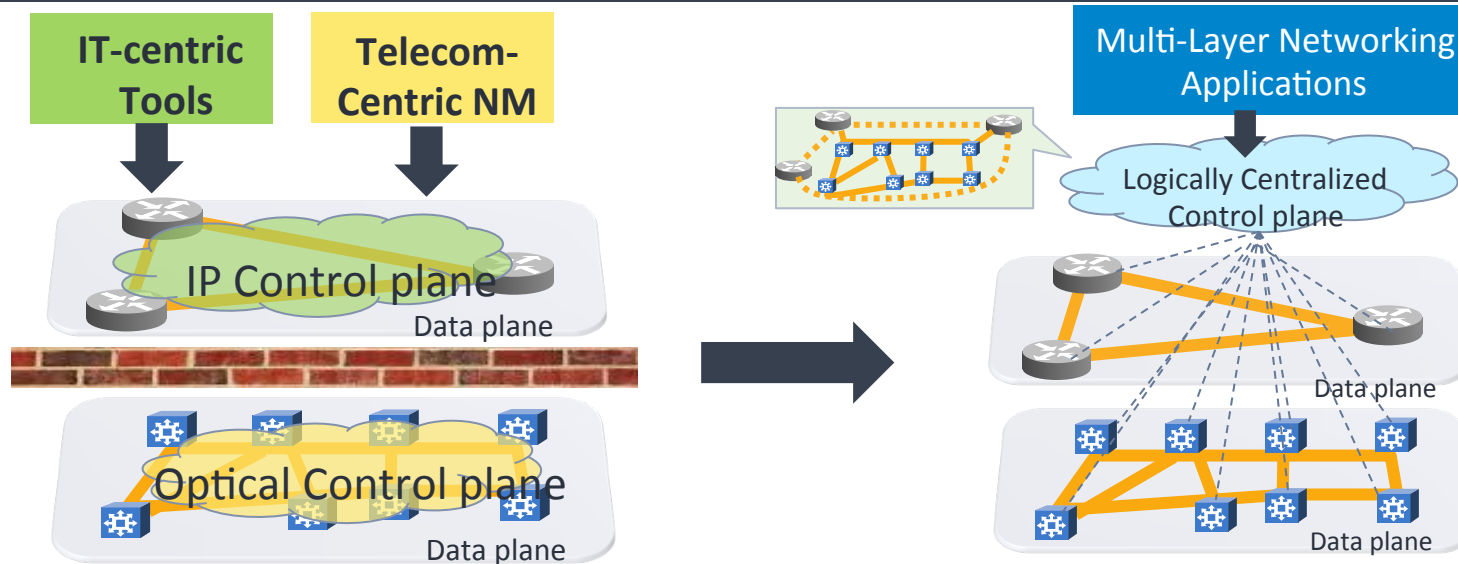 IT-centric
Tools
Telecom-
Centric NM
IP Control plane
Data plane
Optical Control plane
Data plane
Multi-Layer Networking
Applications
Logically Centralized
Control plane
Data plane
Data plane